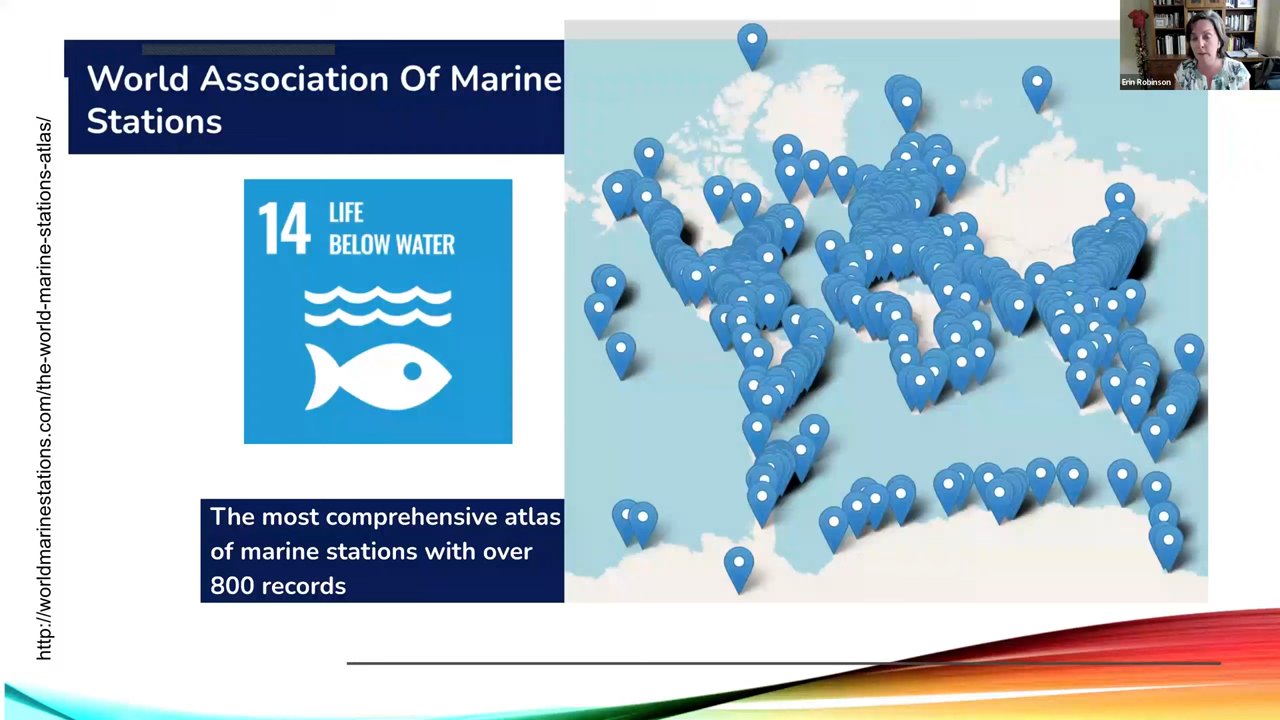 World Association Of Marine
Stations
http://worldmarinestations.com/the-world-marine-stations-atlas/
14 LIFE
BELOW WATER
The most comprehensive atlas
of marine stations with over
800 records
Erin Robinson